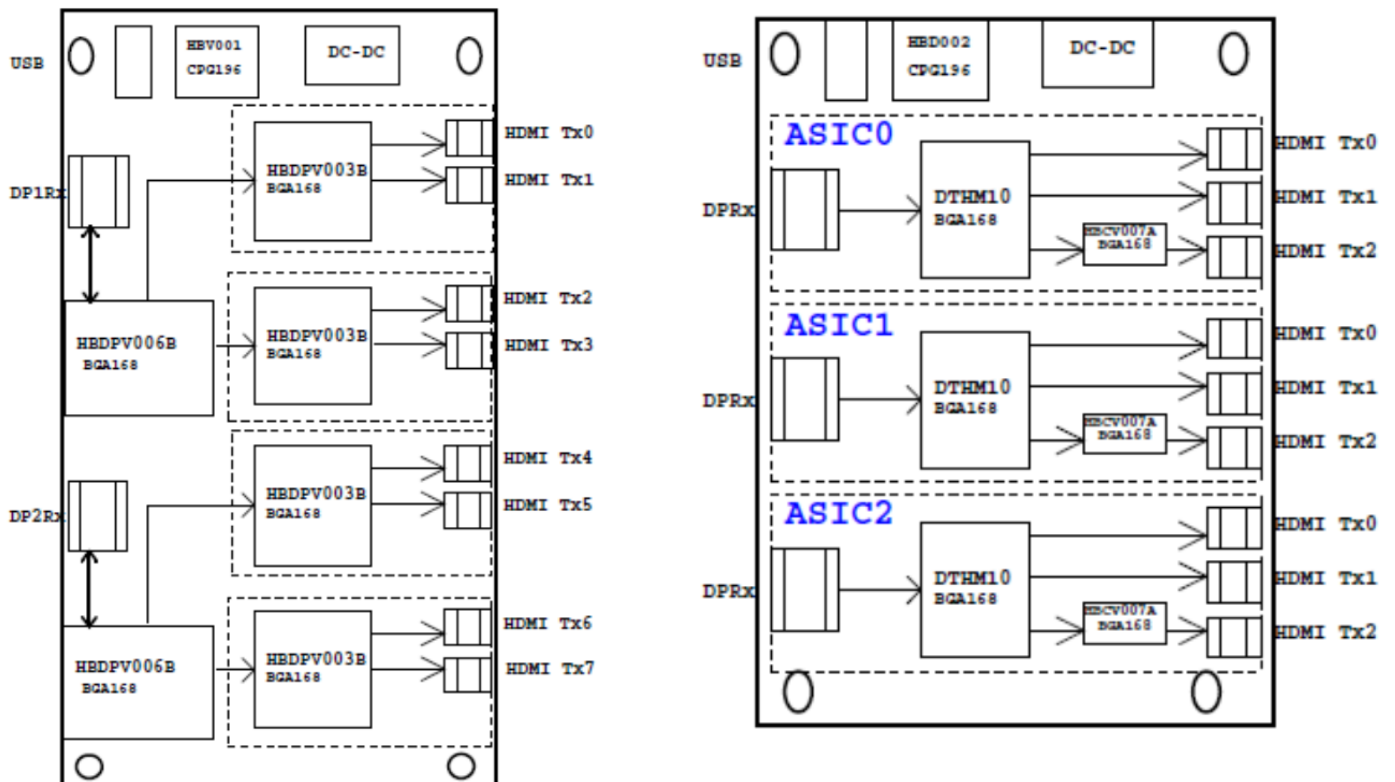 USB
HBV001
CPG196
DC-DC
HDMI Tx0
HBDPV003B
BGA168
HDMI Tx1
DP1Rx
HDMI Tx2
HBDPV003B
BGA168
HDMI Tx3
HBDPV006B
BGA168
HDMI Tx4
HBDPV003B
BGA168
HDMI Tx5
DP2Rx
HDMI Tx6
HBDPV003B
BGA168
HDMI Tx7
HBDPV006B
BGA168
USB
HBD002
CPG196
DC-DC
ASIC0
HDMI Tx0
DTHM10
BGA168
HDMI Tx1
DPRx
HBCV007A
BGA168
HDMI Tx2
ASIC1
HDMI Tx0
DTHM10
BGA168
HDMI Tx1
DPRx
HBCV007A
BGA168
HDMI Tx2
ASIC2
HDMI Tx0
DTHM10
BGA168
HDMI Tx1
DPRx
HBCV007A
BGA168
HDMI Tx2